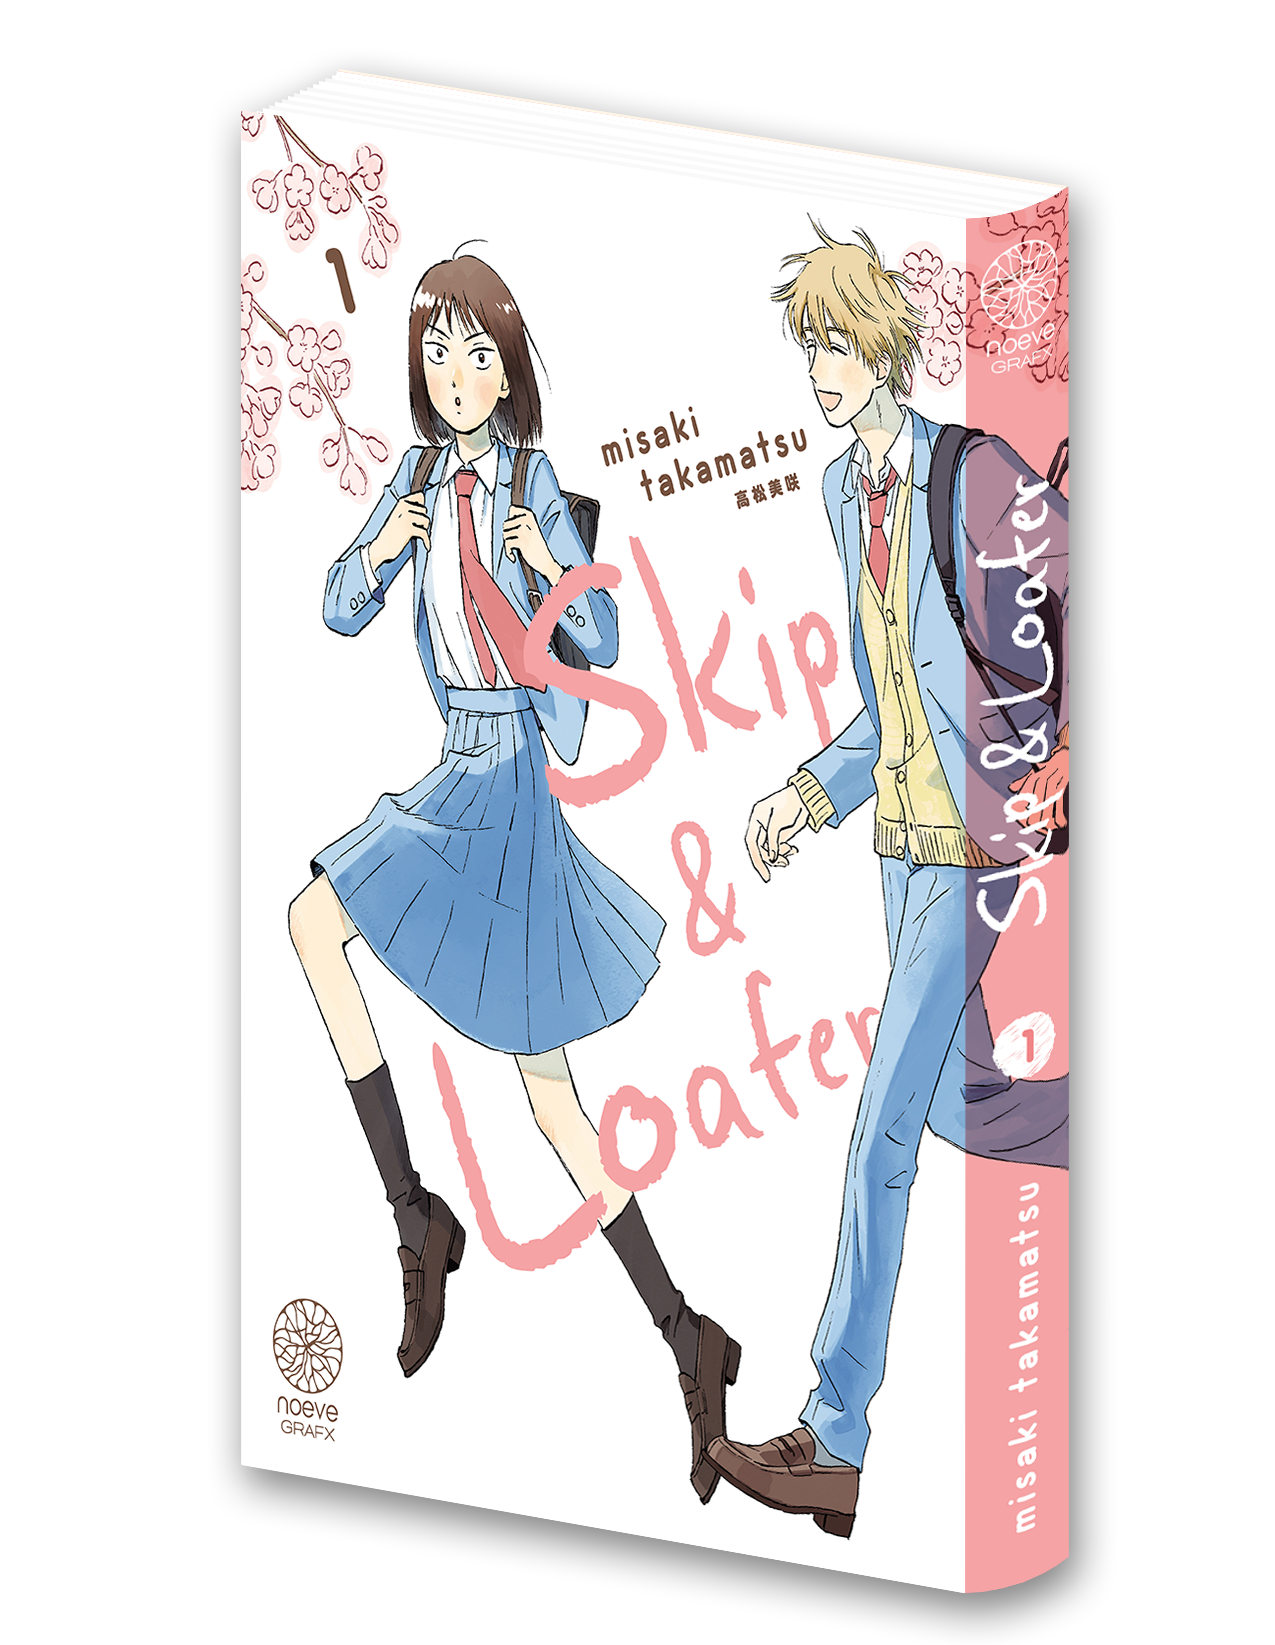 1
misaki
takamatsu
高松美咲
Skip
&
Loafer
noeve
GRAFX
noeve
GRAFX
Skip & Loafer
1
misaki takamatsu